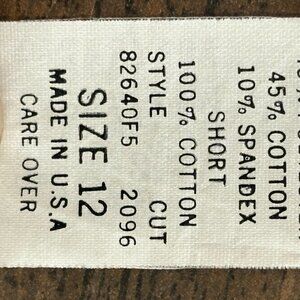 45% COTTON
10% SPANDEX
SHORT
100% COTTON
STYLE CUT
82640F5 2096
SIZE 12
MADE IN U.S.A
CARE OVER